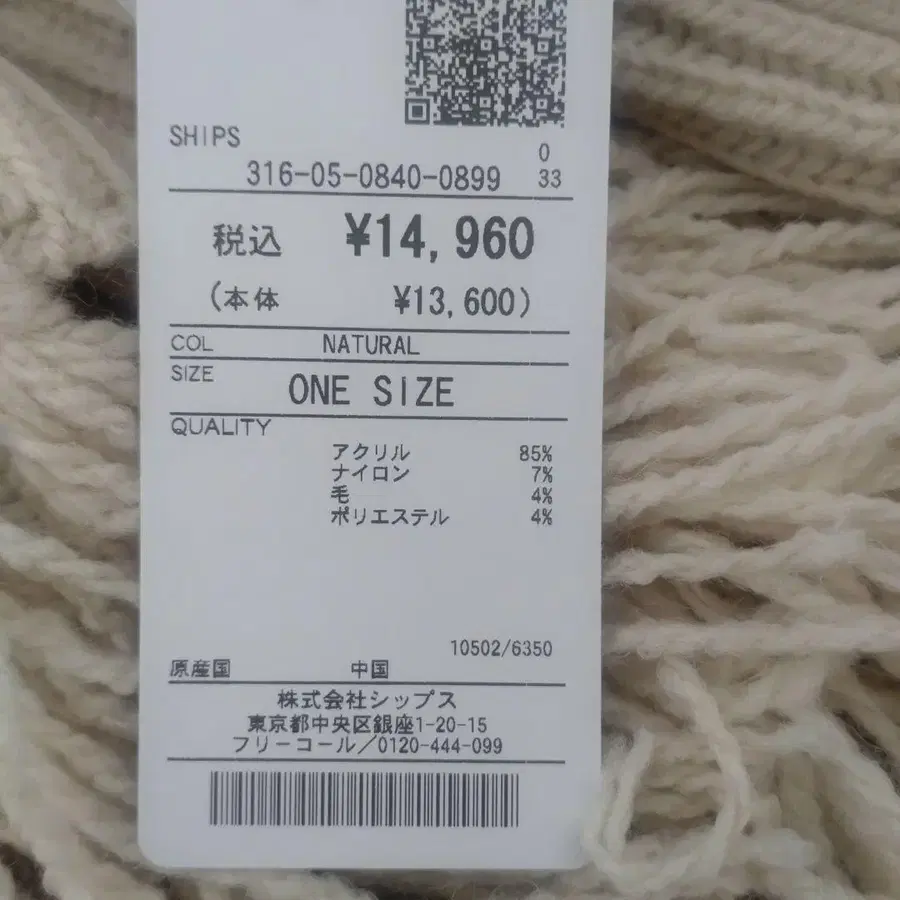 SHIPS
0
316-05-0840-0899 33
税込 ¥14,960
(本体 ¥13,600)
COL NATURAL
SIZE ONE SIZE
QUALITY
アクリル 85%
ナイロン 7%
毛 4%
ポリエステル 4%
10502/6350
原産国 中国
株式会社シップス
東京都中央区銀座1-20-15
フリーコール/0120-444-099